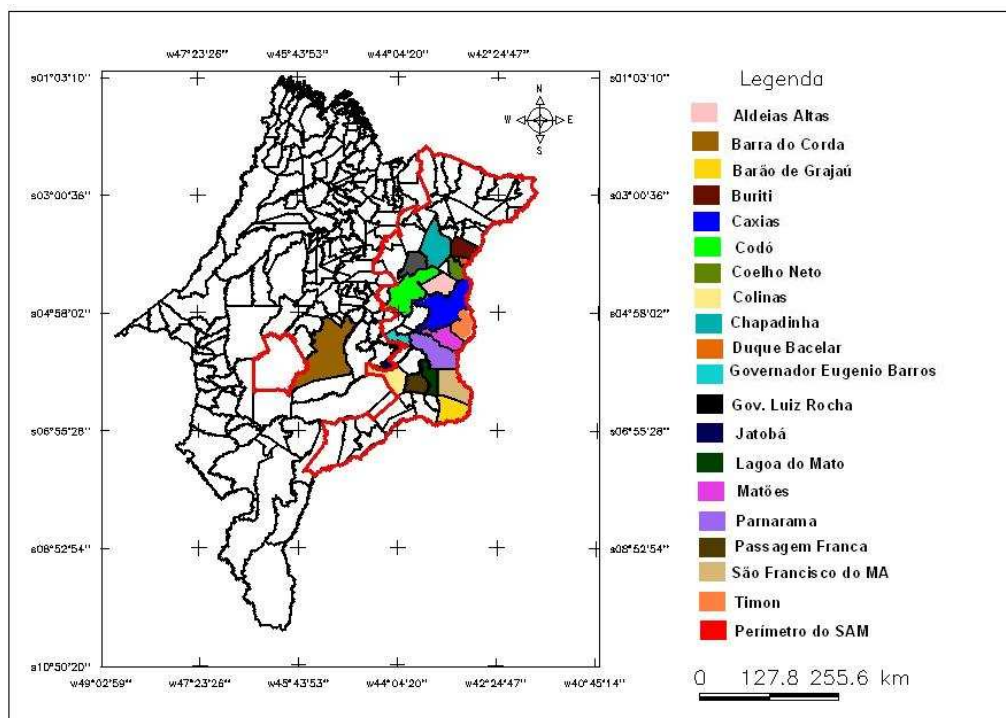 w47°23'26" w45°43'53" w44°04'20" w42°24'47"
s01°03'10" s01°03'10"
N
W E
S
s03°00'36" s03°00'36"
s04°58'02" s04°58'02"
s06°55'28" s06°55'28"
s08°52'54" s08°52'54"
s10°50'20" s10°50'20"
w49°02'59" w47°23'26" w45°43'53" w44°04'20" w42°24'47" w40°45'14"
Legenda
Aldeias Altas
Barra do Corda
Barão de Grajaú
Buriti
Caxias
Codó
Coelho Neto
Colinas
Chapadinha
Duque Bacelar
Governador Eugenio Barros
Gov. Luiz Rocha
Jatobá
Lagoa do Mato
Matões
Parnarama
Passagem Franca
São Francisco do MA
Timon
Perímetro do SAM
0 127.8 255.6 km